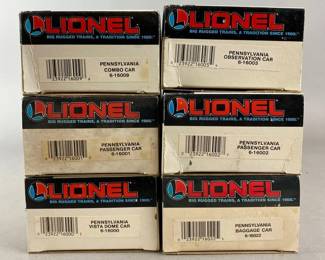 LIONEL
BIG RUGGED TRAINS, A TRADITION SINCE 1900.
PENNSYLVANIA
COMBO CAR
6-16009
LIONEL
BIG RUGGED TRAINS, A TRADITION SINCE 1900.
PENNSYLVANIA
OBSERVATION CAR
6-16003
LIONEL
BIG RUGGED TRAINS, A TRADITION SINCE 1900.
PENNSYLVANIA
PASSENGER CAR
6-16001
LIONEL
BIG RUGGED TRAINS, A TRADITION SINCE 1900.
PENNSYLVANIA
PASSENGER CAR
6-16002
LIONEL
BIG RUGGED TRAINS, A TRADITION SINCE 1900.
PENNSYLVANIA
VISTA DOME CAR
6-16000
LIONEL
BIG RUGGED TRAINS, A TRADITION SINCE 1900.
PENNSYLVANIA
BAGGAGE CAR
6-16022